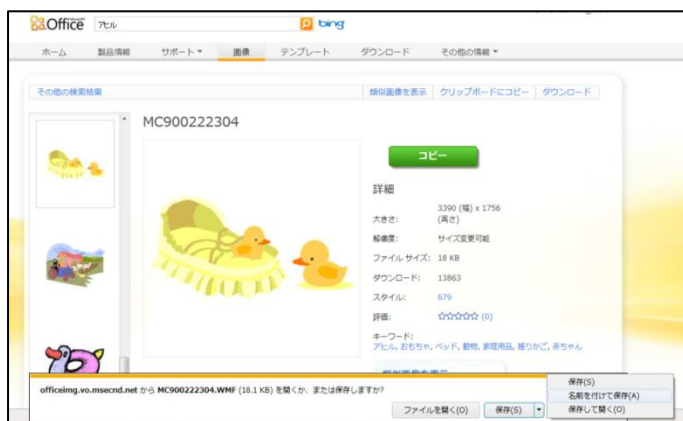 Office アヒル bing
ホーム 製品情報 サポート 画像 テンプレート ダウンロード その他の情報
その他の検索結果 類似画像を表示 クリップボードにコピー ダウンロード
MC900222304
コピー
詳細
大きさ: 3390 (幅) x 1756 (高さ)
解像度: サイズ変更可能
ファイル サイズ: 18 KB
ダウンロード: 13863
スタイル: 679
評価: ☆☆☆☆☆ (0)
キーワード:
アヒル, おもちゃ, ベッド, 動物, 家庭用品, 揺りかご, 赤ちゃん
officeimg.vo.msecnd.net から MC900222304.WMF (18.1 KB) を開くか、または保存しますか?
ファイルを開く(O) 保存(S)
保存(S)
名前を付けて保存(A)
保存して開く(O)